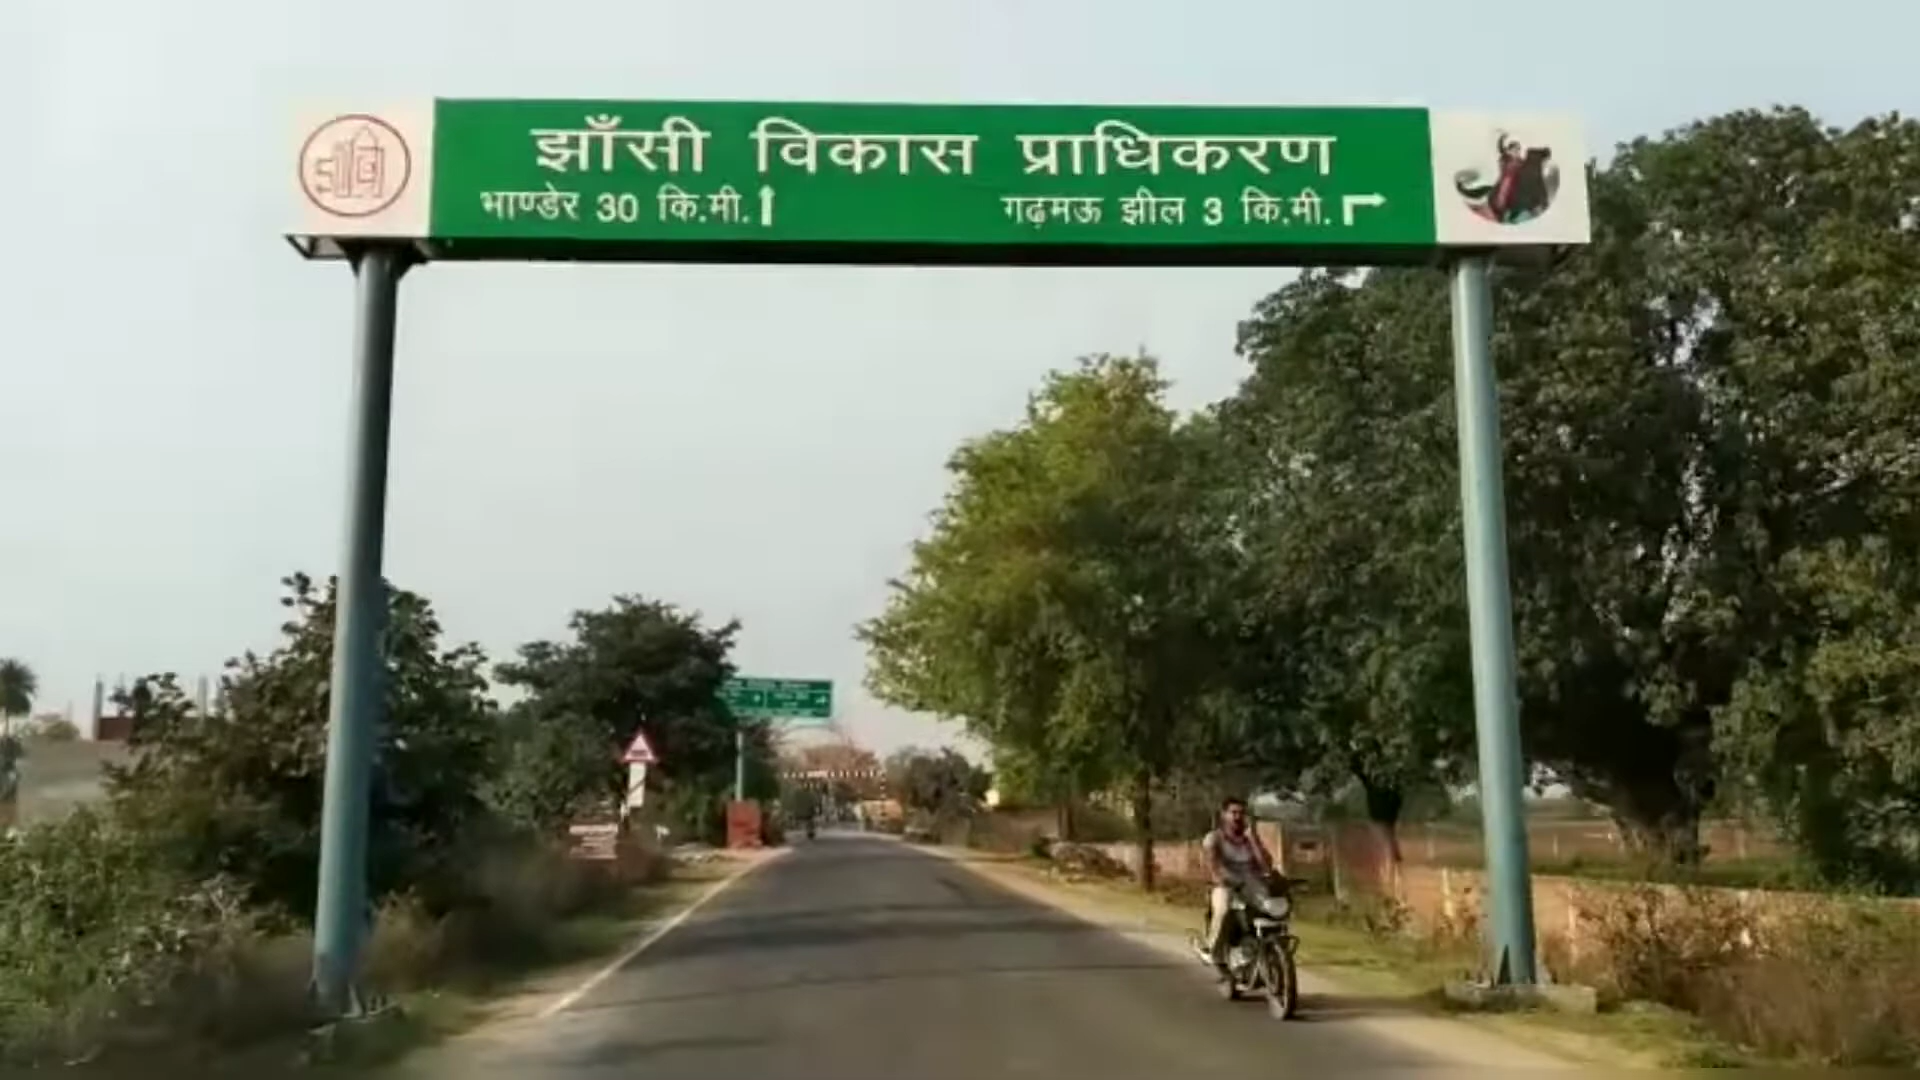 झाँसी विकास प्राधिकरण
भाण्डेर 30 कि.मी. ↑
गढ़मऊ झील 3 कि.मी. ↱